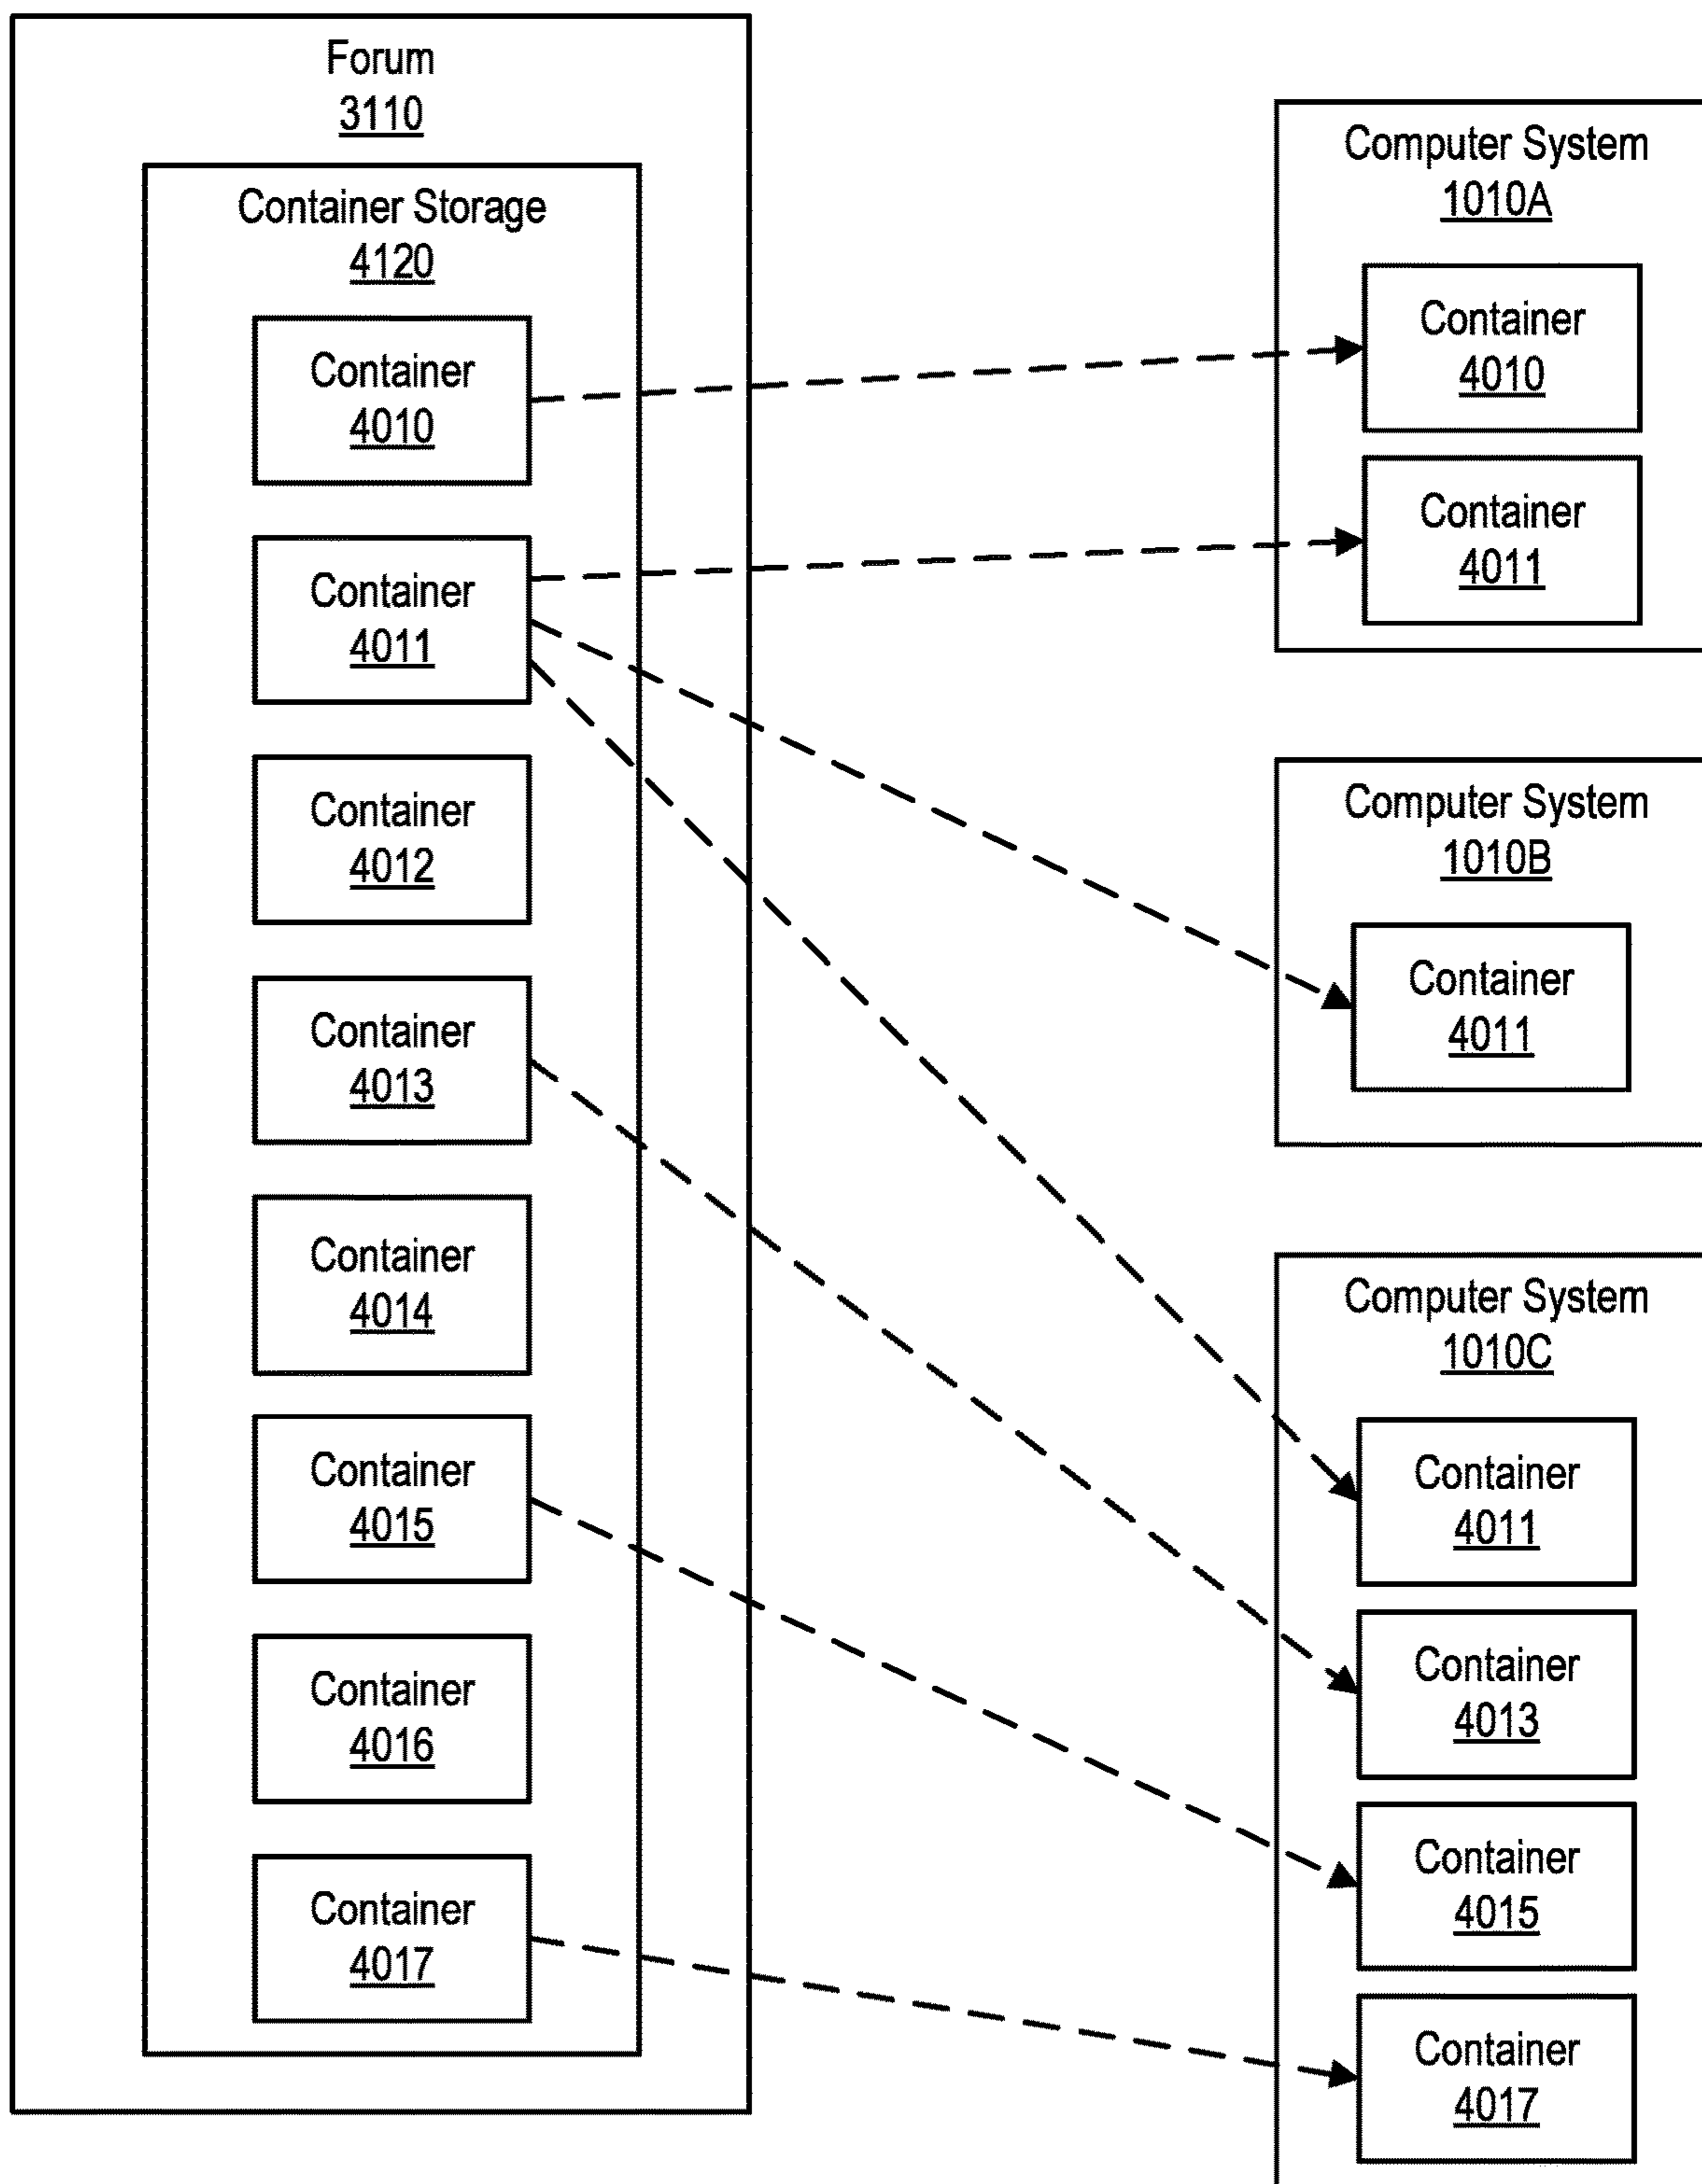 Forum
3110
Container Storage
4120
Container
4010
Container
4011
Container
4012
Container
4013
Container
4014
Container
4015
Container
4016
Container
4017
Computer System
1010A
Container
4010
Container
4011
Computer System
1010B
Container
4011
Computer System
1010C
Container
4011
Container
4013
Container
4015
Container
4017